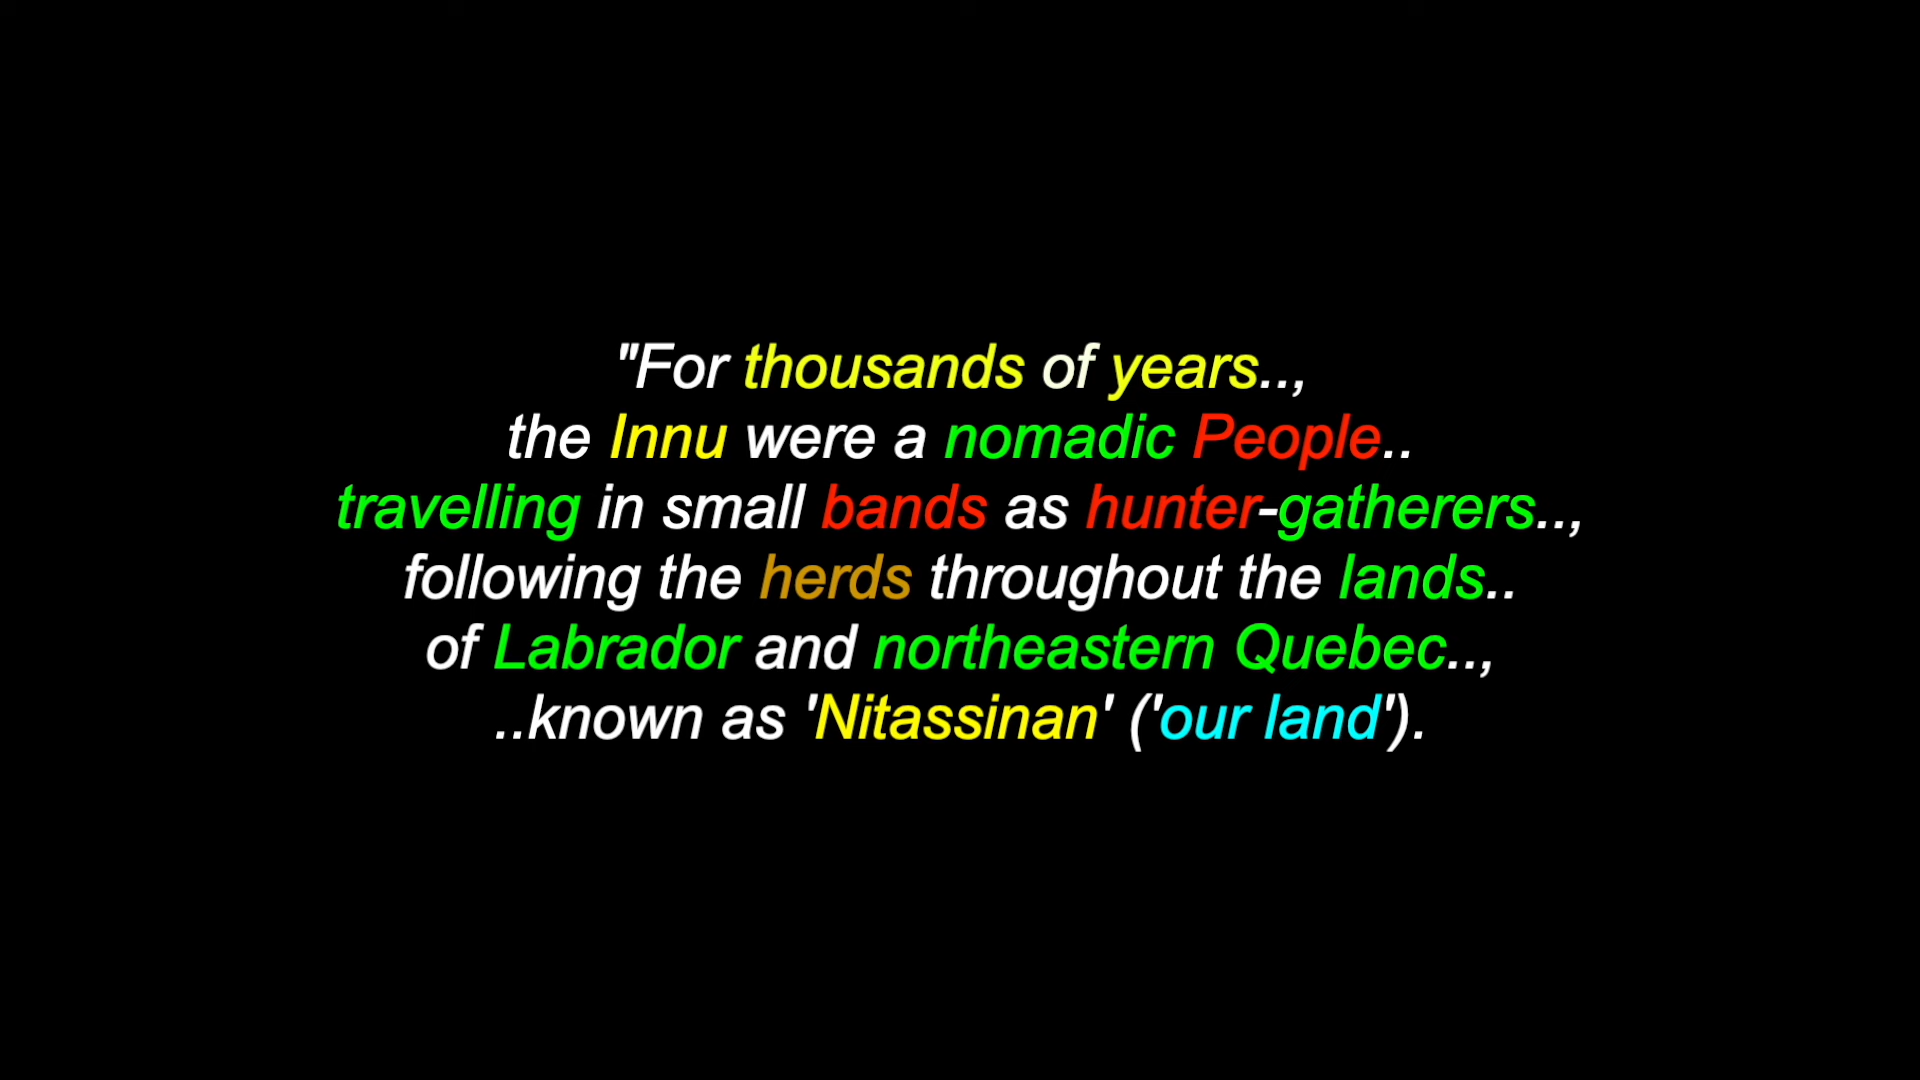 "For thousands of years..,
the Innu were a nomadic People..
travelling in small bands as hunter-gatherers..,
following the herds throughout the lands..
of Labrador and northeastern Quebec..,
..known as 'Nitassinan' ('our land').